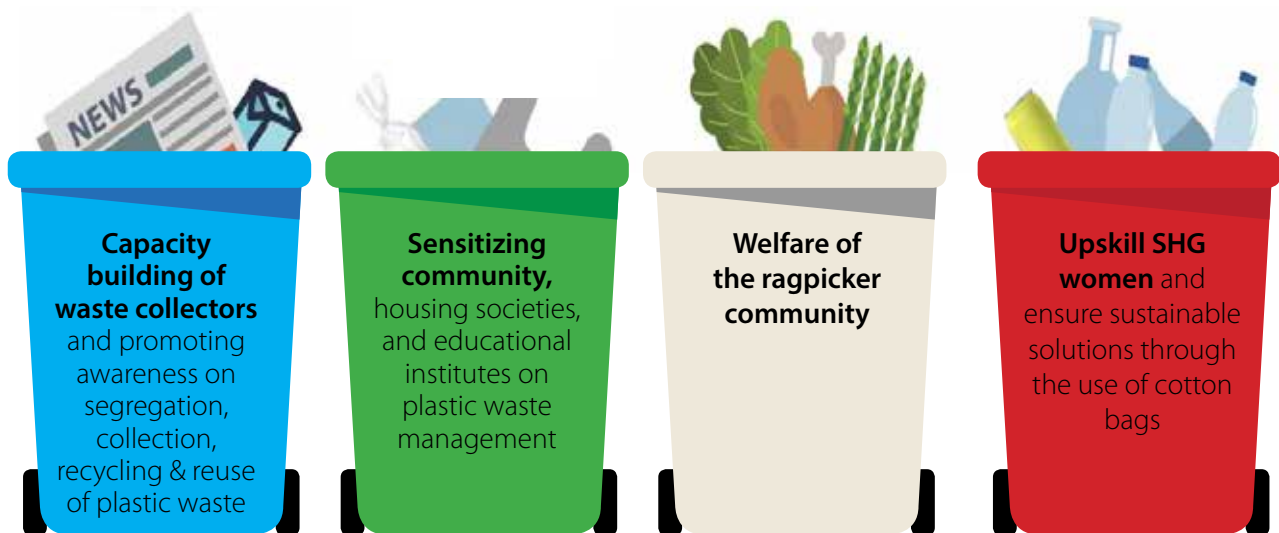 NEWS
Capacity
building of
waste collectors
and promoting
awareness on
segregation,
collection,
recycling & reuse
of plastic waste
Sensitizing
community,
housing societies,
and educational
institutes on
plastic waste
management
Welfare of
the ragpicker
community
Upskill SHG
women and
ensure sustainable
solutions through
the use of cotton
bags